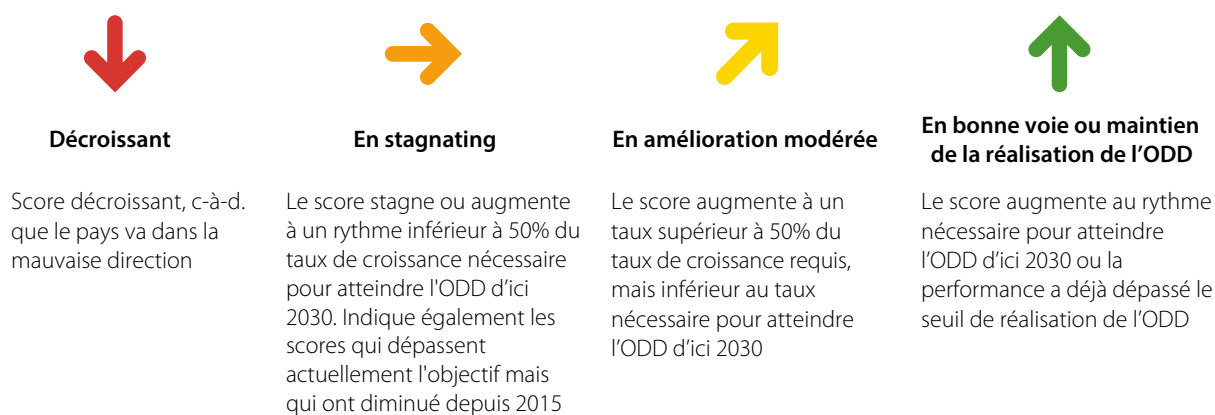 Décroissant
Score décroissant, c-à-d.
que le pays va dans la
mauvaise direction
En stagnating
Le score stagne ou augmente
à un rythme inférieur à 50% du
taux de croissance nécessaire
pour atteindre l'ODD d’ici
2030. Indique également les
scores qui dépassent
actuellement l'objectif mais
qui ont diminué depuis 2015
En amélioration modérée
Le score augmente à un
taux supérieur à 50% du
taux de croissance requis,
mais inférieur au taux
nécessaire pour atteindre
l’ODD d’ici 2030
En bonne voie ou maintien
de la réalisation de l’ODD
Le score augmente au rythme
nécessaire pour atteindre
l’ODD d’ici 2030 ou la
performance a déjà dépassé le
seuil de réalisation de l’ODD